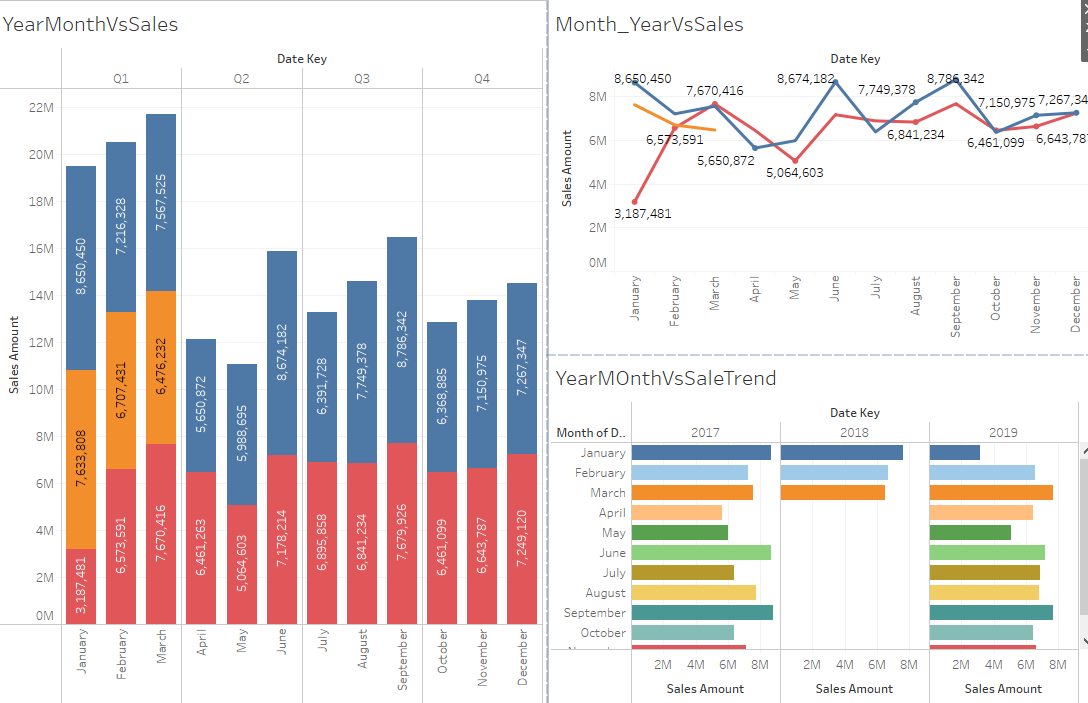 YearMonthVsSales
Date Key
Q1 Q2 Q3 Q4
22M
20M
18M
16M
14M
12M
10M
8M
6M
4M
2M
0M
Sales Amount
8,650,450
7,633,808
3,187,481
7,216,328
6,707,431
6,573,591
7,567,525
6,476,232
7,670,416
5,650,872
6,461,263
5,988,695
5,064,603
8,674,182
7,178,214
6,391,728
6,895,858
7,749,378
6,841,234
8,786,342
7,679,926
6,368,885
6,461,099
7,150,975
6,643,787
7,267,347
7,249,120
January February March April May June July August September October November December
Month_YearVsSales
Date Key
8M
6M
4M
2M
0M
Sales Amount
8,650,450
7,670,416
8,674,182
7,749,378
8,786,342
7,150,975
7,267,34
6,573,591
5,650,872
5,064,603
6,841,234
6,461,099
6,643,787
3,187,481
January February March April May June July August September October November December
YearMOnthVsSaleTrend
Date Key
Month of D.. 2017 2018 2019
January
February
March
April
May
June
July
August
September
October
2M 4M 6M 8M 2M 4M 6M 8M 2M 4M 6M 8M
Sales Amount Sales Amount Sales Amount